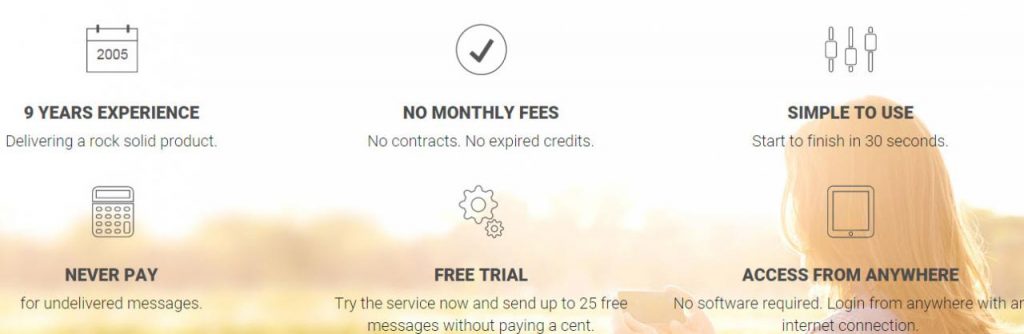 2005
9 YEARS EXPERIENCE
Delivering a rock solid product.
NO MONTHLY FEES
No contracts. No expired credits.
SIMPLE TO USE
Start to finish in 30 seconds.
NEVER PAY
for undelivered messages.
FREE TRIAL
Try the service now and send up to 25 free
messages without paying a cent.
ACCESS FROM ANYWHERE
No software required. Login from anywhere with an
internet connection.